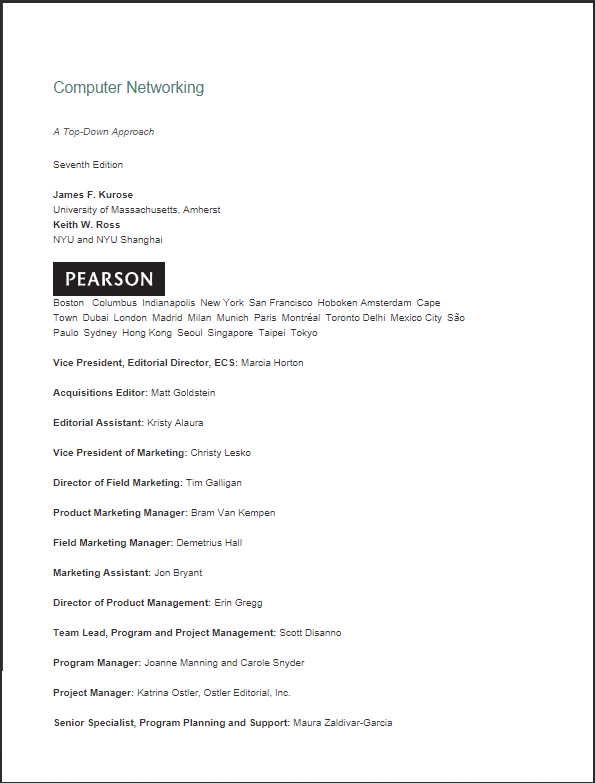 Computer Networking
A Top-Down Approach
Seventh Edition
James F. Kurose
University of Massachusetts, Amherst
Keith W. Ross
NYU and NYU Shanghai
PEARSON
Boston Columbus Indianapolis New York San Francisco Hoboken Amsterdam Cape
Town Dubai London Madrid Milan Munich Paris Montréal Toronto Delhi Mexico City São
Paulo Sydney Hong Kong Seoul Singapore Taipei Tokyo
Vice President, Editorial Director, ECS: Marcia Horton
Acquisitions Editor: Matt Goldstein
Editorial Assistant: Kristy Alaura
Vice President of Marketing: Christy Lesko
Director of Field Marketing: Tim Galligan
Product Marketing Manager: Bram Van Kempen
Field Marketing Manager: Demetrius Hall
Marketing Assistant: Jon Bryant
Director of Product Management: Erin Gregg
Team Lead, Program and Project Management: Scott Disanno
Program Manager: Joanne Manning and Carole Snyder
Project Manager: Katrina Ostler, Ostler Editorial, Inc.
Senior Specialist, Program Planning and Support: Maura Zaldivar-Garcia